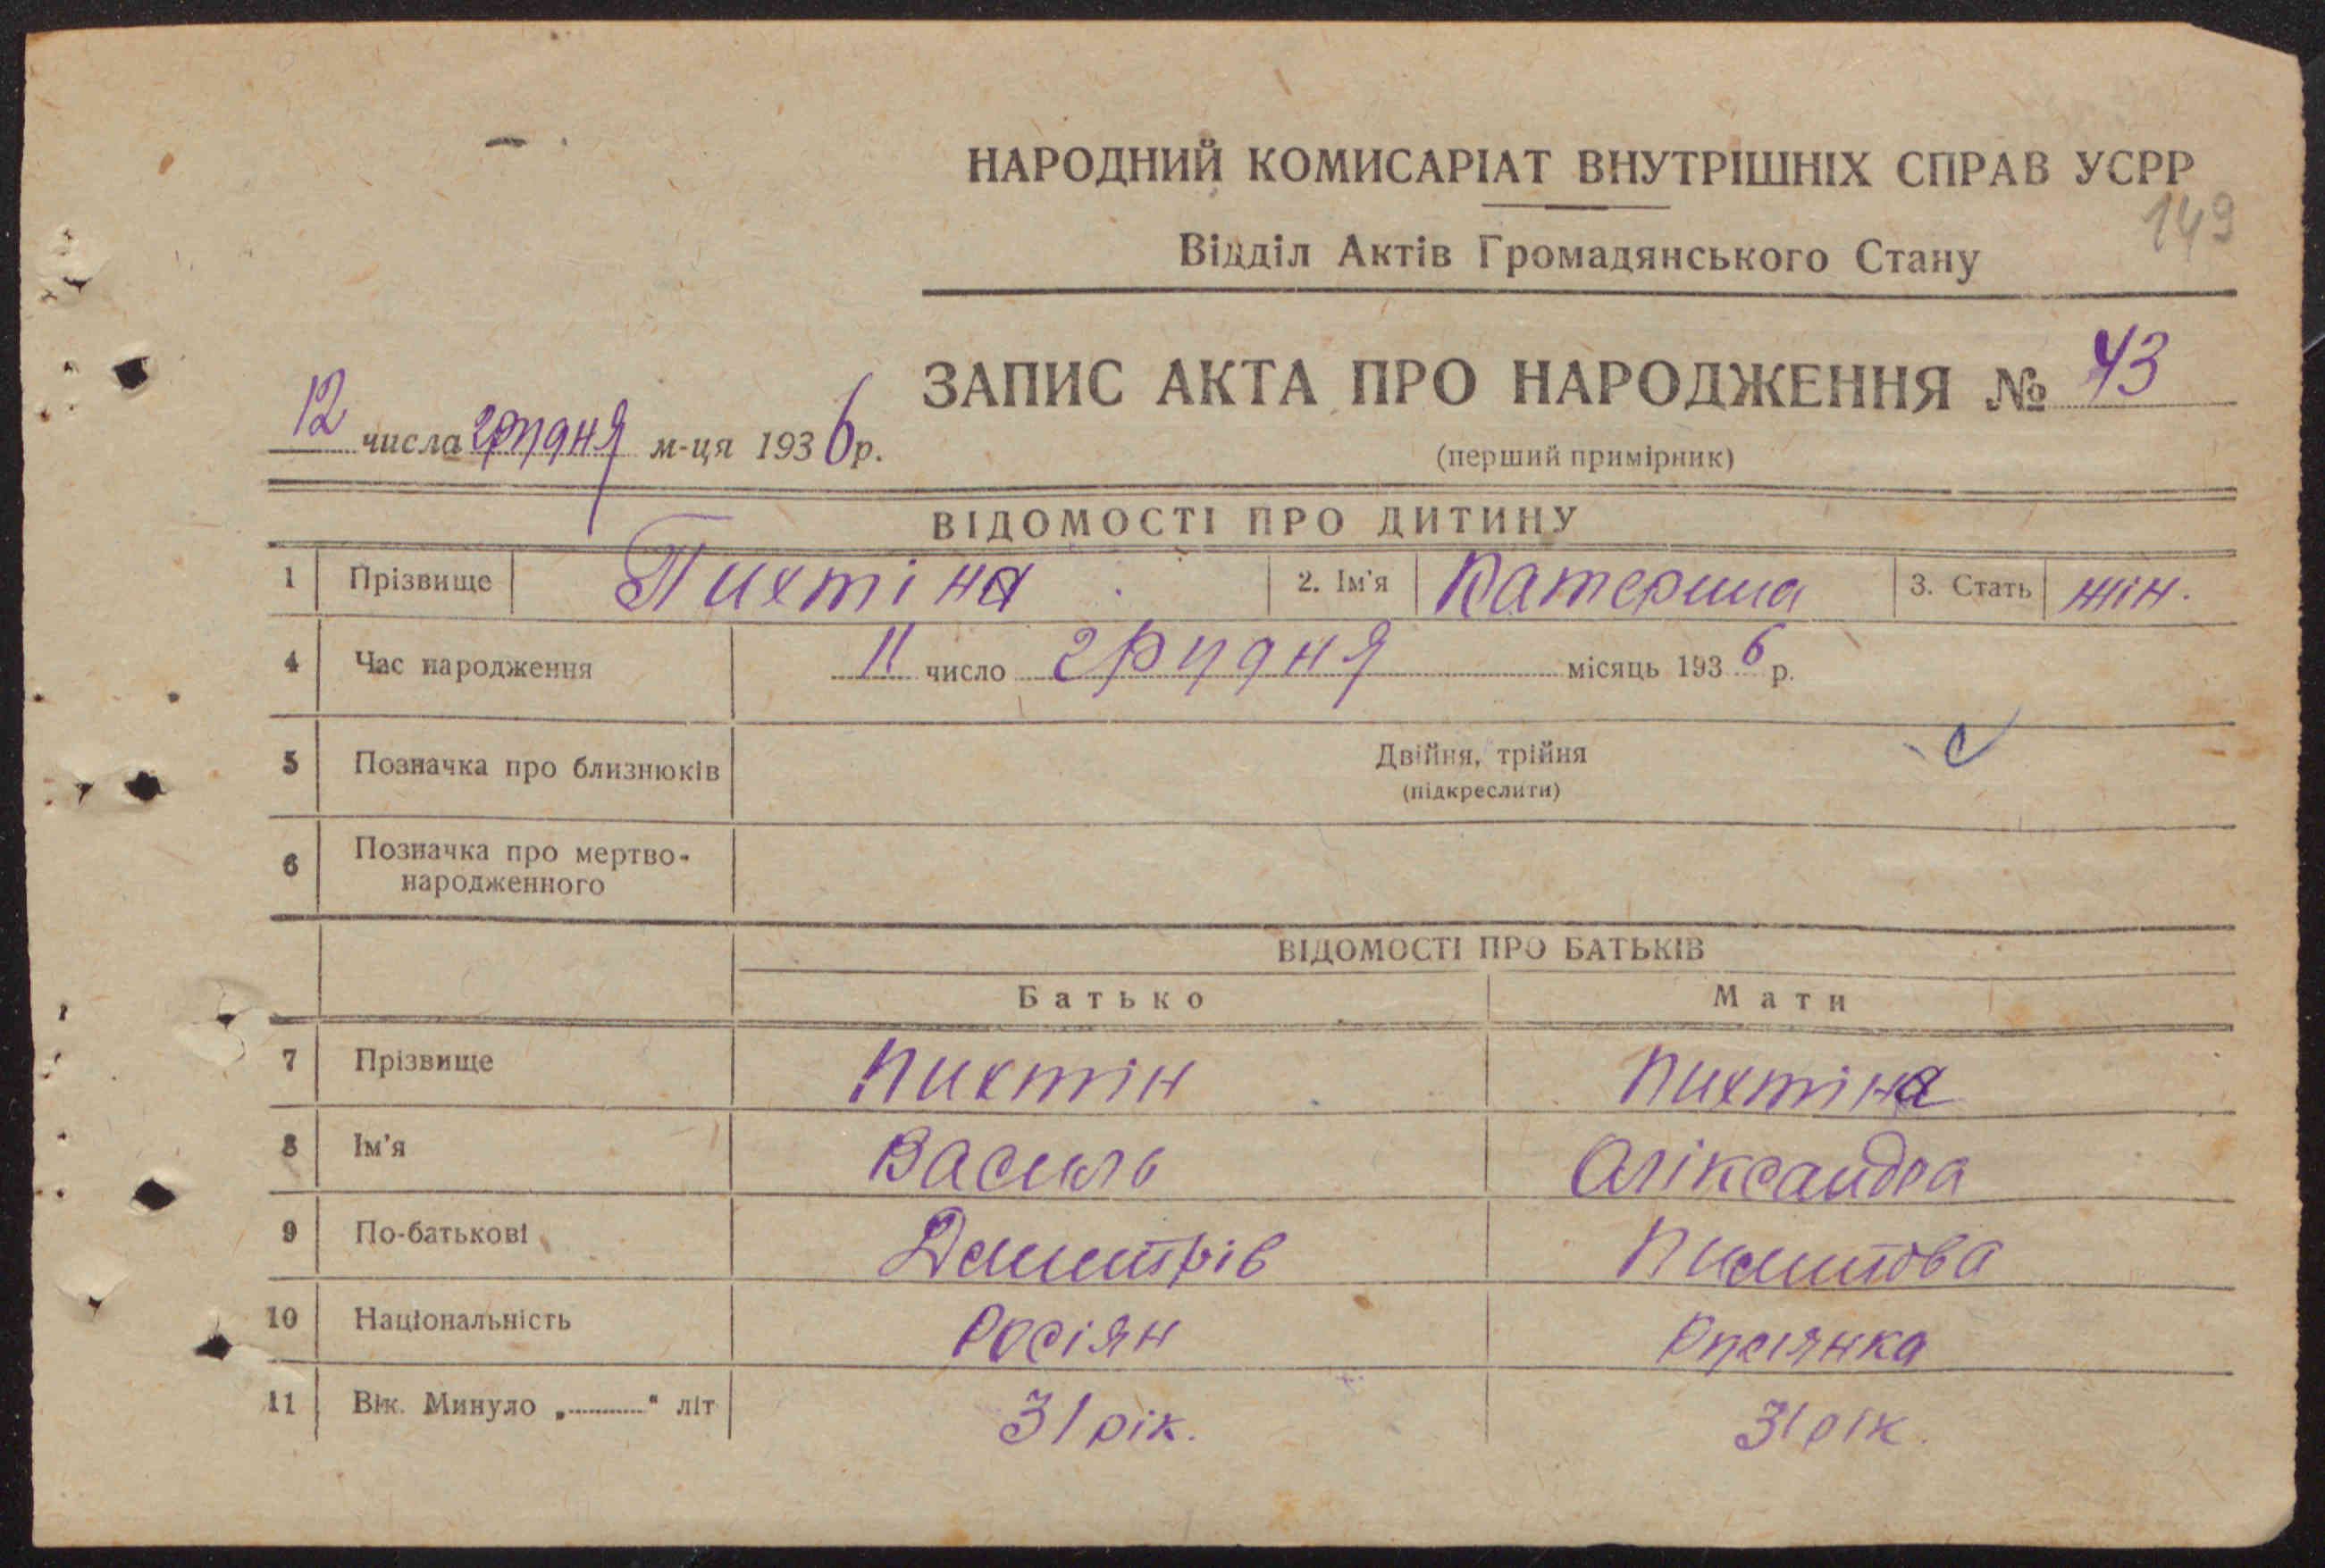 НАРОДНИЙ КОМИСАРІАТ ВНУТРІШНІХ СПРАВ УСРР
149
Відділ Актів Громадянського Стану
ЗАПИС АКТА ПРО НАРОДЖЕННЯ № 43
12 числа грудня м-ця 1936 р.
(перший примірник)
ВІДОМОСТІ ПРО ДИТИНУ
1 Прізвище Пихтіна 2. Ім'я Катерина 3. Стать жін.
4 Час народження 11 число грудня місяць 1936 р.
5 Позначка про близнюків Двійня, трійня
(підкреслити)
6 Позначка про мертво-
народженного
ВІДОМОСТІ ПРО БАТЬКІВ
Батько Мати
7 Прізвище Пихтін Пихтіна
8 Ім'я Василь Оліксандра
9 По-батькові
10 Національність Росіян Росіянка
11 Вік. Минуло „..........“ літ 31 рік. 31 рік.